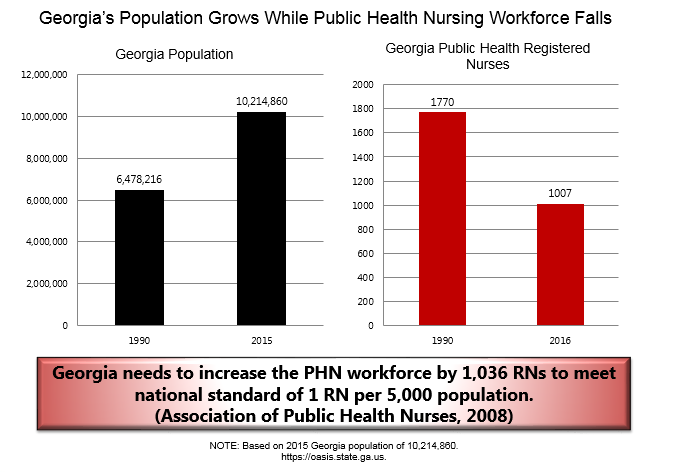 Georgia's Population Grows While Public Health Nursing Workforce Falls
Georgia Population
12,000,000
10,000,000
8,000,000
6,000,000
4,000,000
2,000,000
0
10,214,860
6,478,216
1990
2015
Georgia Public Health Registered
Nurses
2000
1800
1600
1400
1200
1000
800
600
400
200
0
1770
1007
1990
2016
Georgia needs to increase the PHN workforce by 1,036 RNs to meet
national standard of 1 RN per 5,000 population.
(Association of Public Health Nurses, 2008)
NOTE: Based on 2015 Georgia population of 10,214,860.
https://oasis.state.ga.us.